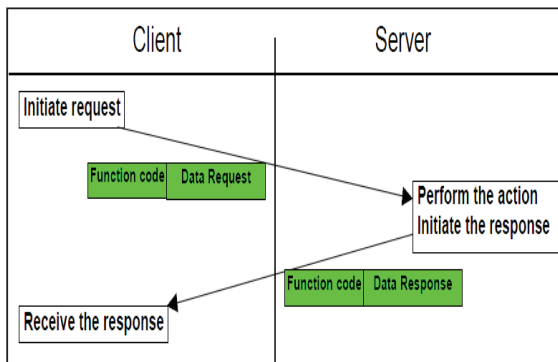 Client
Server
Initiate request
Function code
Data Request
Perform the action
Initiate the response
Function code
Data Response
Receive the response